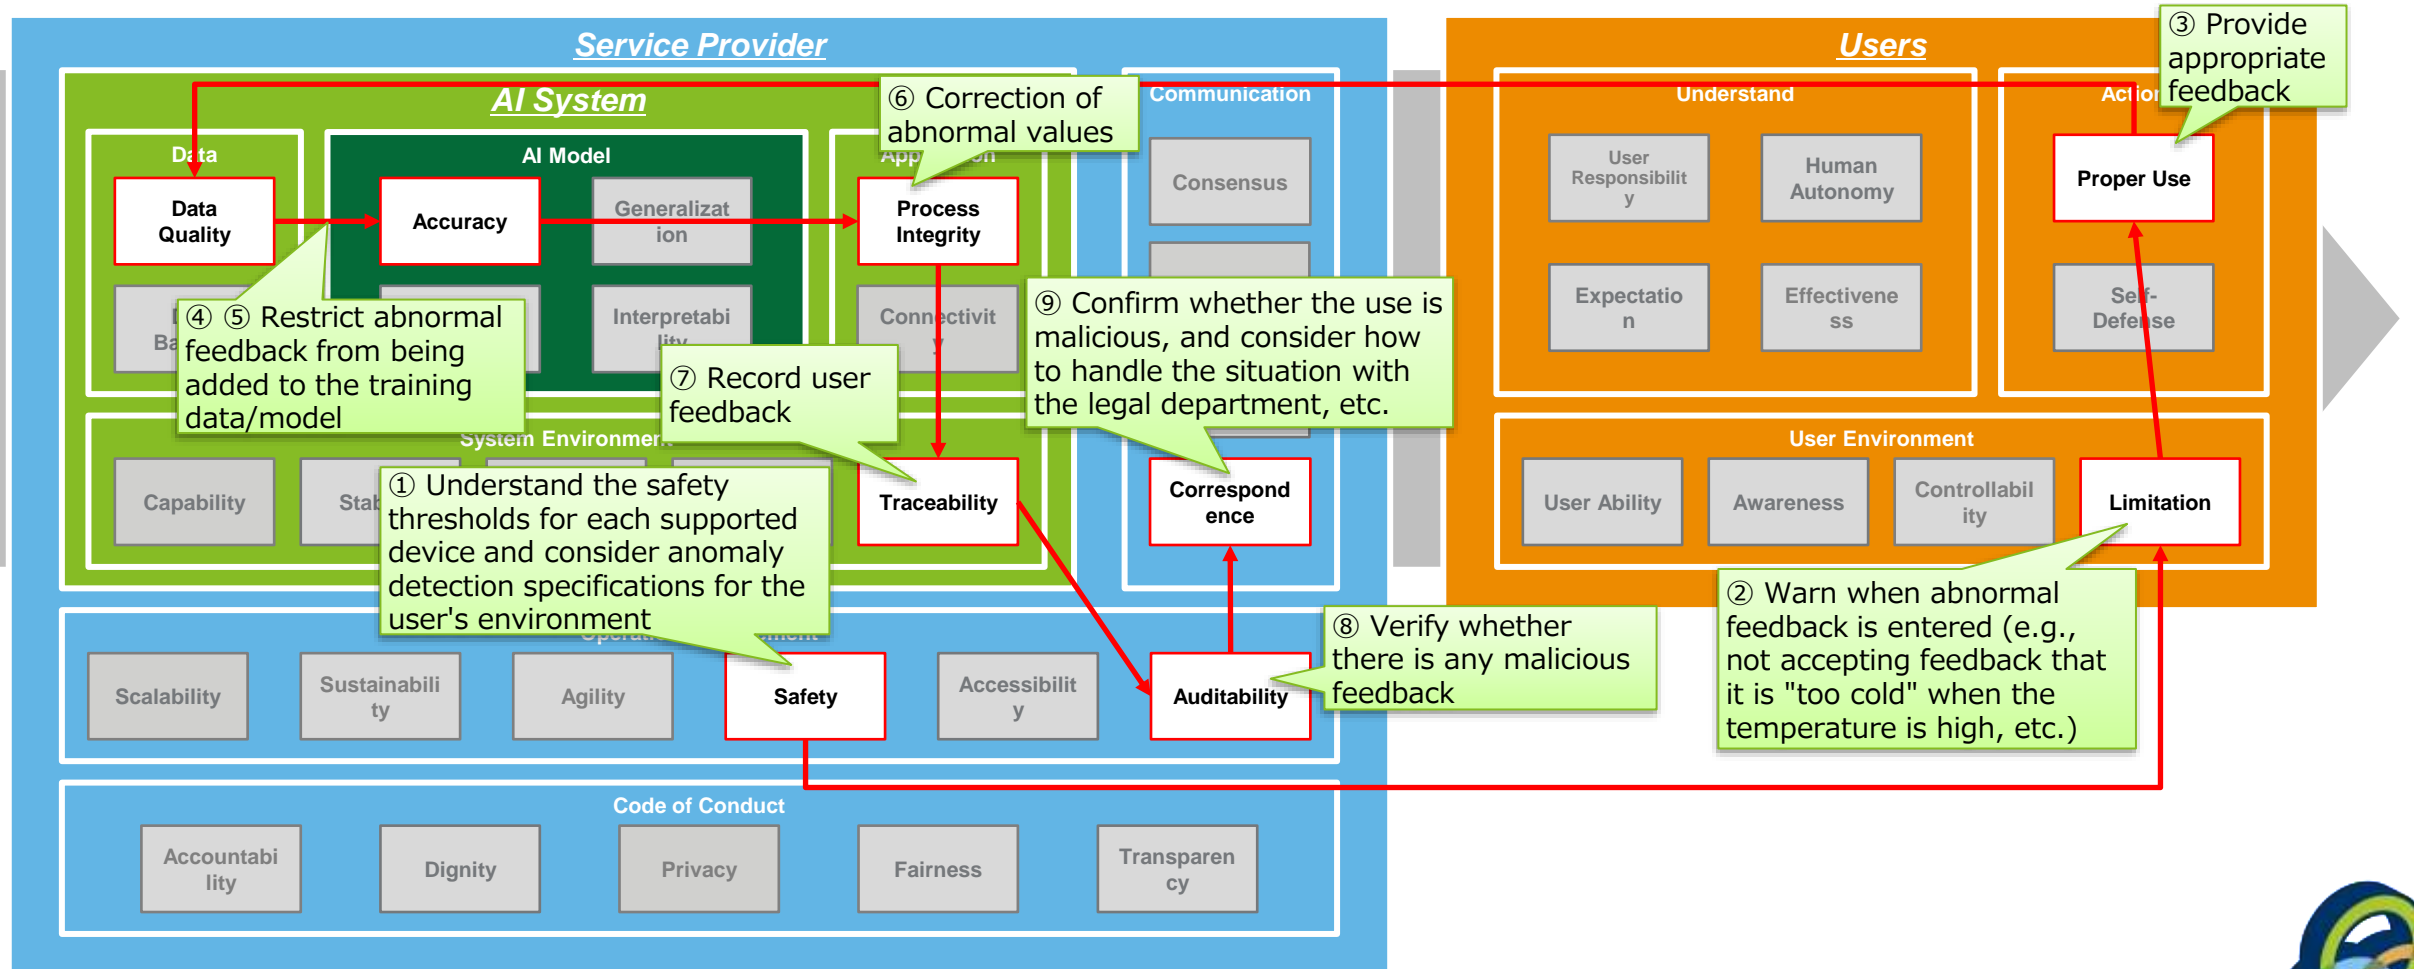 Service Provider
Users
③ Provide
appropriate
feedback
AI System
⑥ Correction of
abnormal values
Communication
Understand
Data
AI Model
Consensus
User
Responsibilit
y
Human
Autonomy
Proper Use
Data
Quality
Accuracy
Generalizat
ion
Process
Integrity
Expectatio
n
Effectivene
ss
Self-
Defense
Interpretabi
lity
Connectivit
y
④ ⑤ Restrict abnormal
feedback from being
added to the training
data/model
⑦ Record user
feedback
⑨ Confirm whether the use is
malicious, and consider how
to handle the situation with
the legal department, etc.
System Environment
User Environment
Capability
① Understand the safety
thresholds for each supported
device and consider anomaly
detection specifications for the
user's environment
Traceability
Correspond
ence
User Ability
Awareness
Controllabil
ity
Limitation
② Warn when abnormal
feedback is entered (e.g.,
not accepting feedback that
it is "too cold" when the
temperature is high, etc.)
⑧ Verify whether
there is any malicious
feedback
Scalability
Sustainabili
ty
Agility
Safety
Accessibilit
y
Auditability
Code of Conduct
Accountabi
lity
Dignity
Privacy
Fairness
Transparen
cy